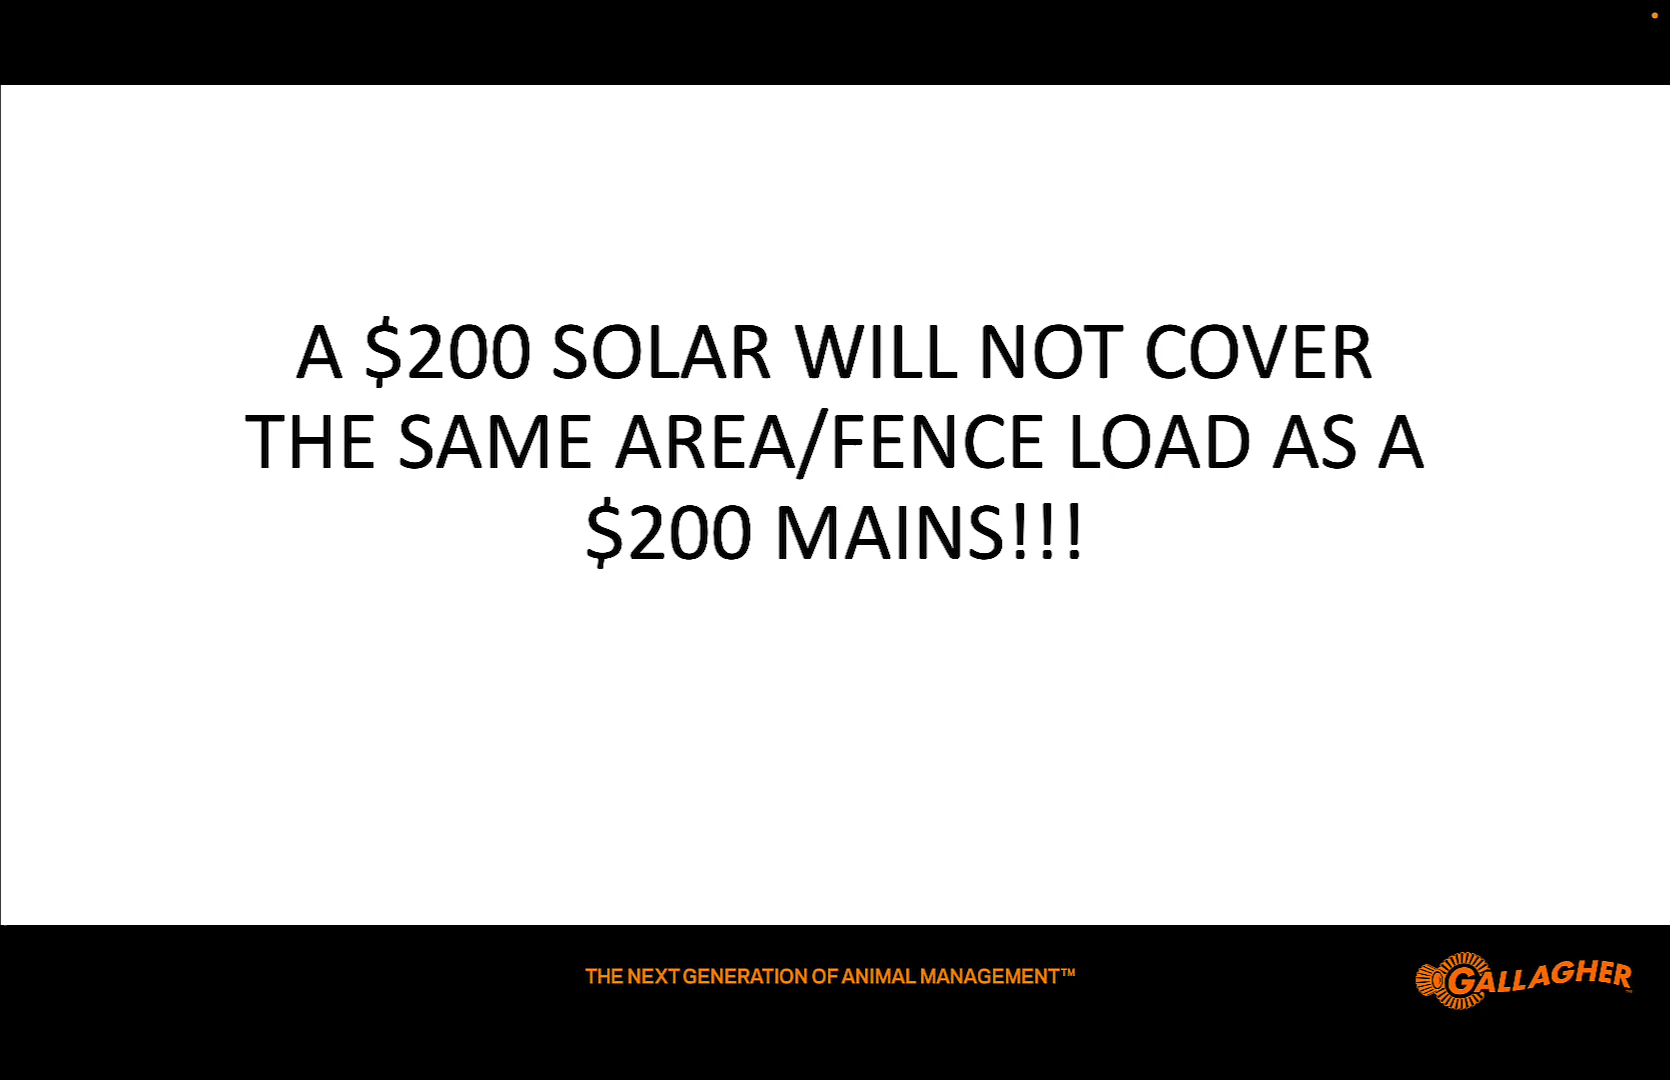 A $200 SOLAR WILL NOT COVER
THE SAME AREA/FENCE LOAD AS A
$200 MAINS!!!
THE NEXT GENERATION OF ANIMAL MANAGEMENT™
GALLAGHER™